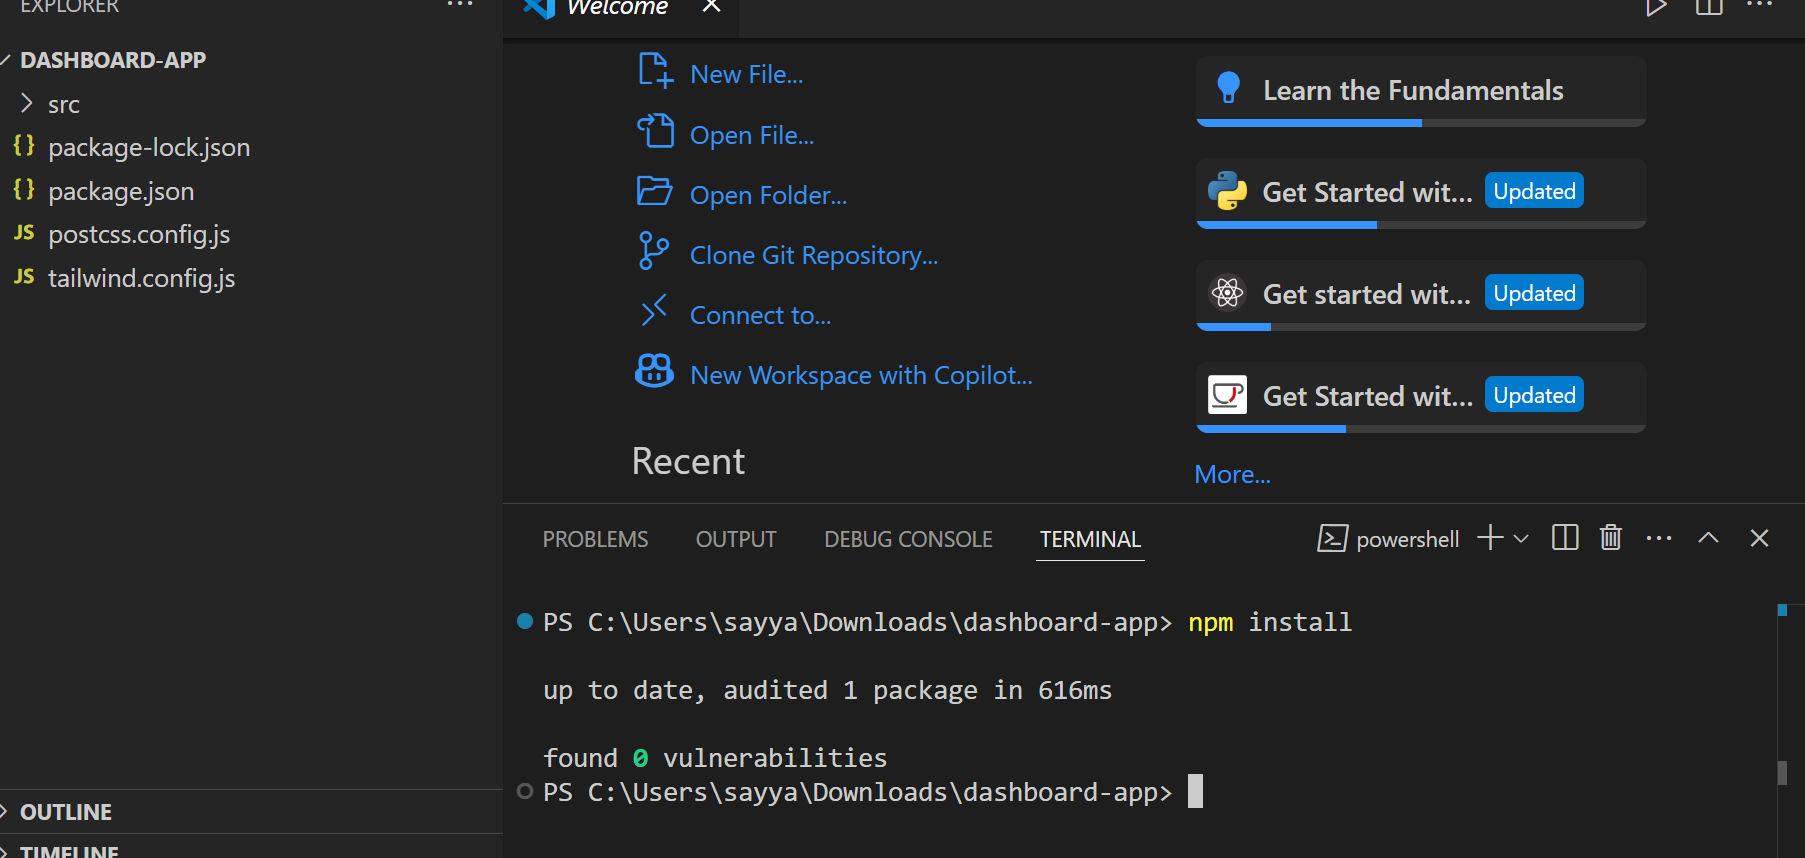 EXPLORER
...
DASHBOARD-APP
src
{} package-lock.json
{} package.json
JS postcss.config.js
JS tailwind.config.js
OUTLINE
TIMELINE
Welcome
New File...
Open File...
Open Folder...
Clone Git Repository...
Connect to...
New Workspace with Copilot...
Recent
Learn the Fundamentals
Get Started wit... Updated
Get started wit... Updated
Get Started wit... Updated
More...
PROBLEMS OUTPUT DEBUG CONSOLE TERMINAL powershell
PS C:\Users\sayya\Downloads\dashboard-app> npm install
up to date, audited 1 package in 616ms
found 0 vulnerabilities
PS C:\Users\sayya\Downloads\dashboard-app>